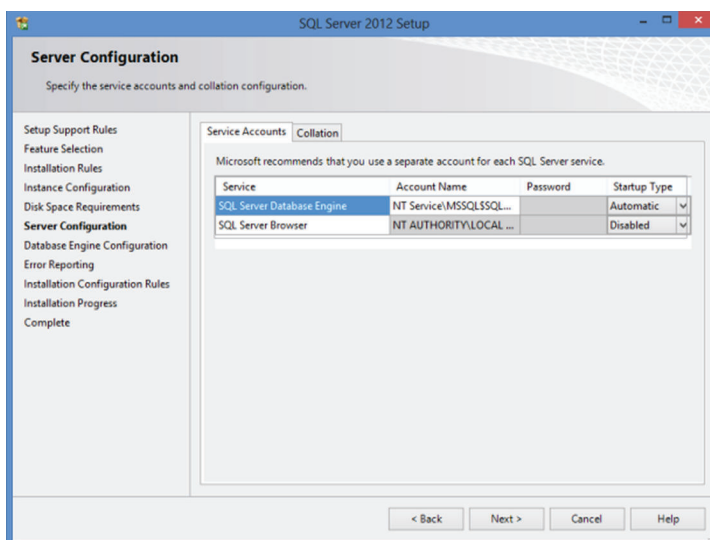 SQL Server 2012 Setup
Server Configuration
Specify the service accounts and collation configuration.
Setup Support Rules
Feature Selection
Installation Rules
Instance Configuration
Disk Space Requirements
Server Configuration
Database Engine Configuration
Error Reporting
Installation Configuration Rules
Installation Progress
Complete
Service Accounts Collation
Microsoft recommends that you use a separate account for each SQL Server service.
Service Account Name Password Startup Type
SQL Server Database Engine NT Service\MSSQL$SQL... Automatic
SQL Server Browser NT AUTHORITY\LOCAL ... Disabled
< Back Next > Cancel Help